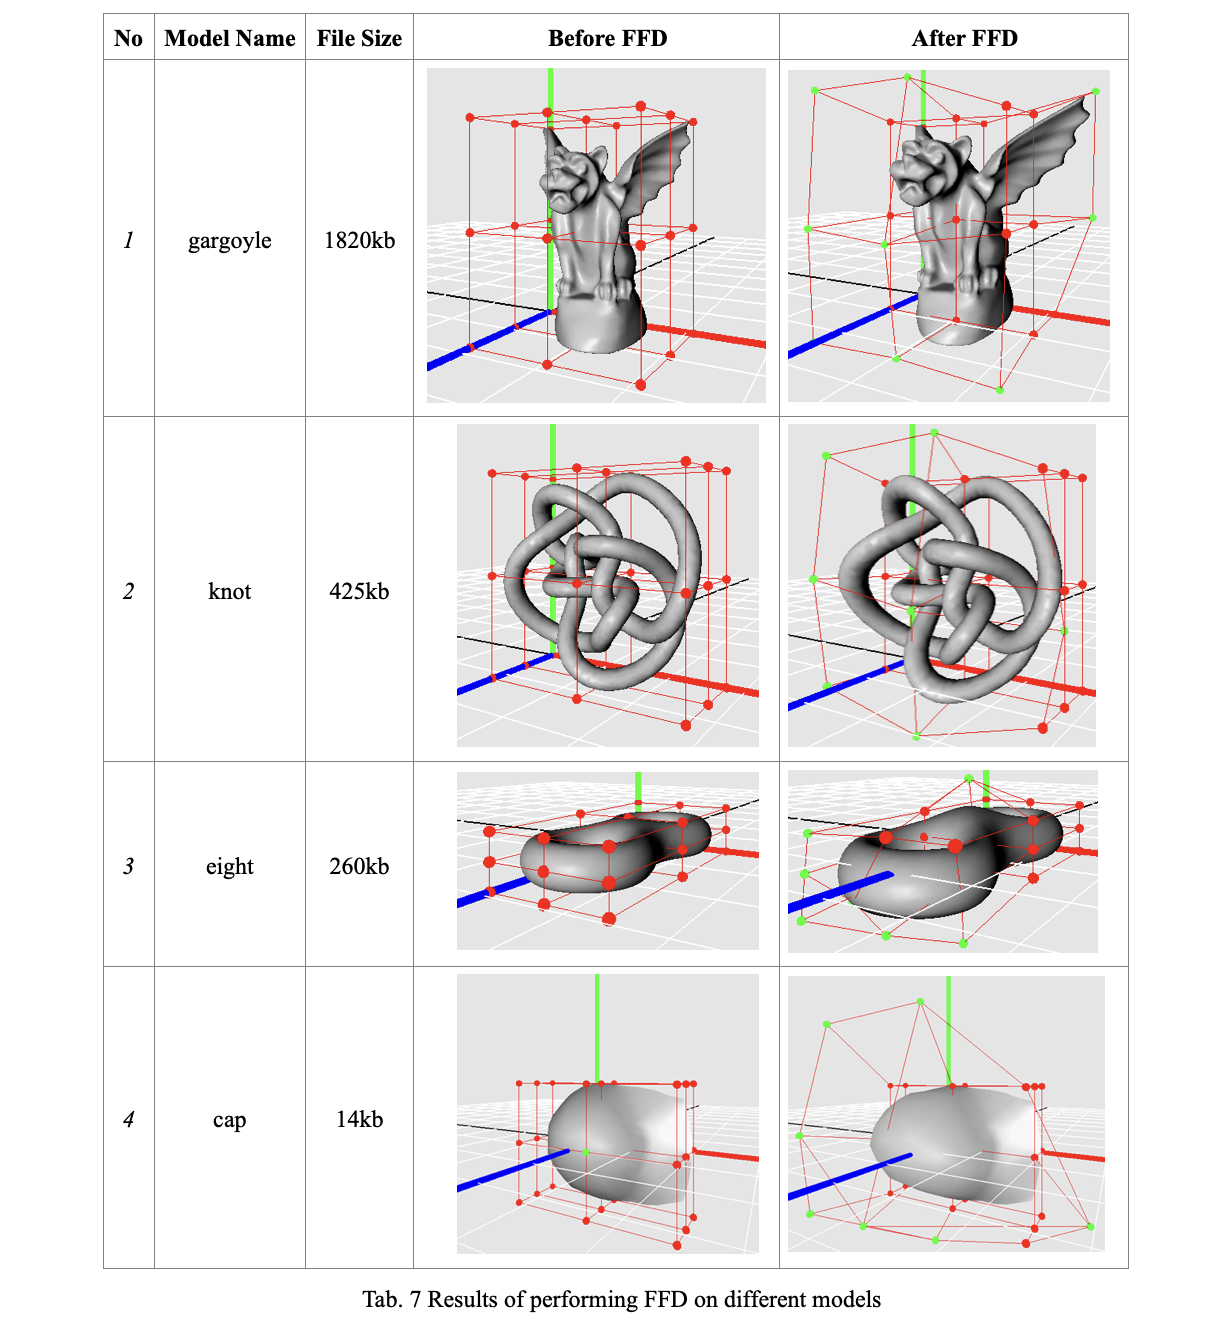 No Model Name File Size Before FFD After FFD
1 gargoyle 1820kb
2 knot 425kb
3 eight 260kb
4 cap 14kb
Tab. 7 Results of performing FFD on different models